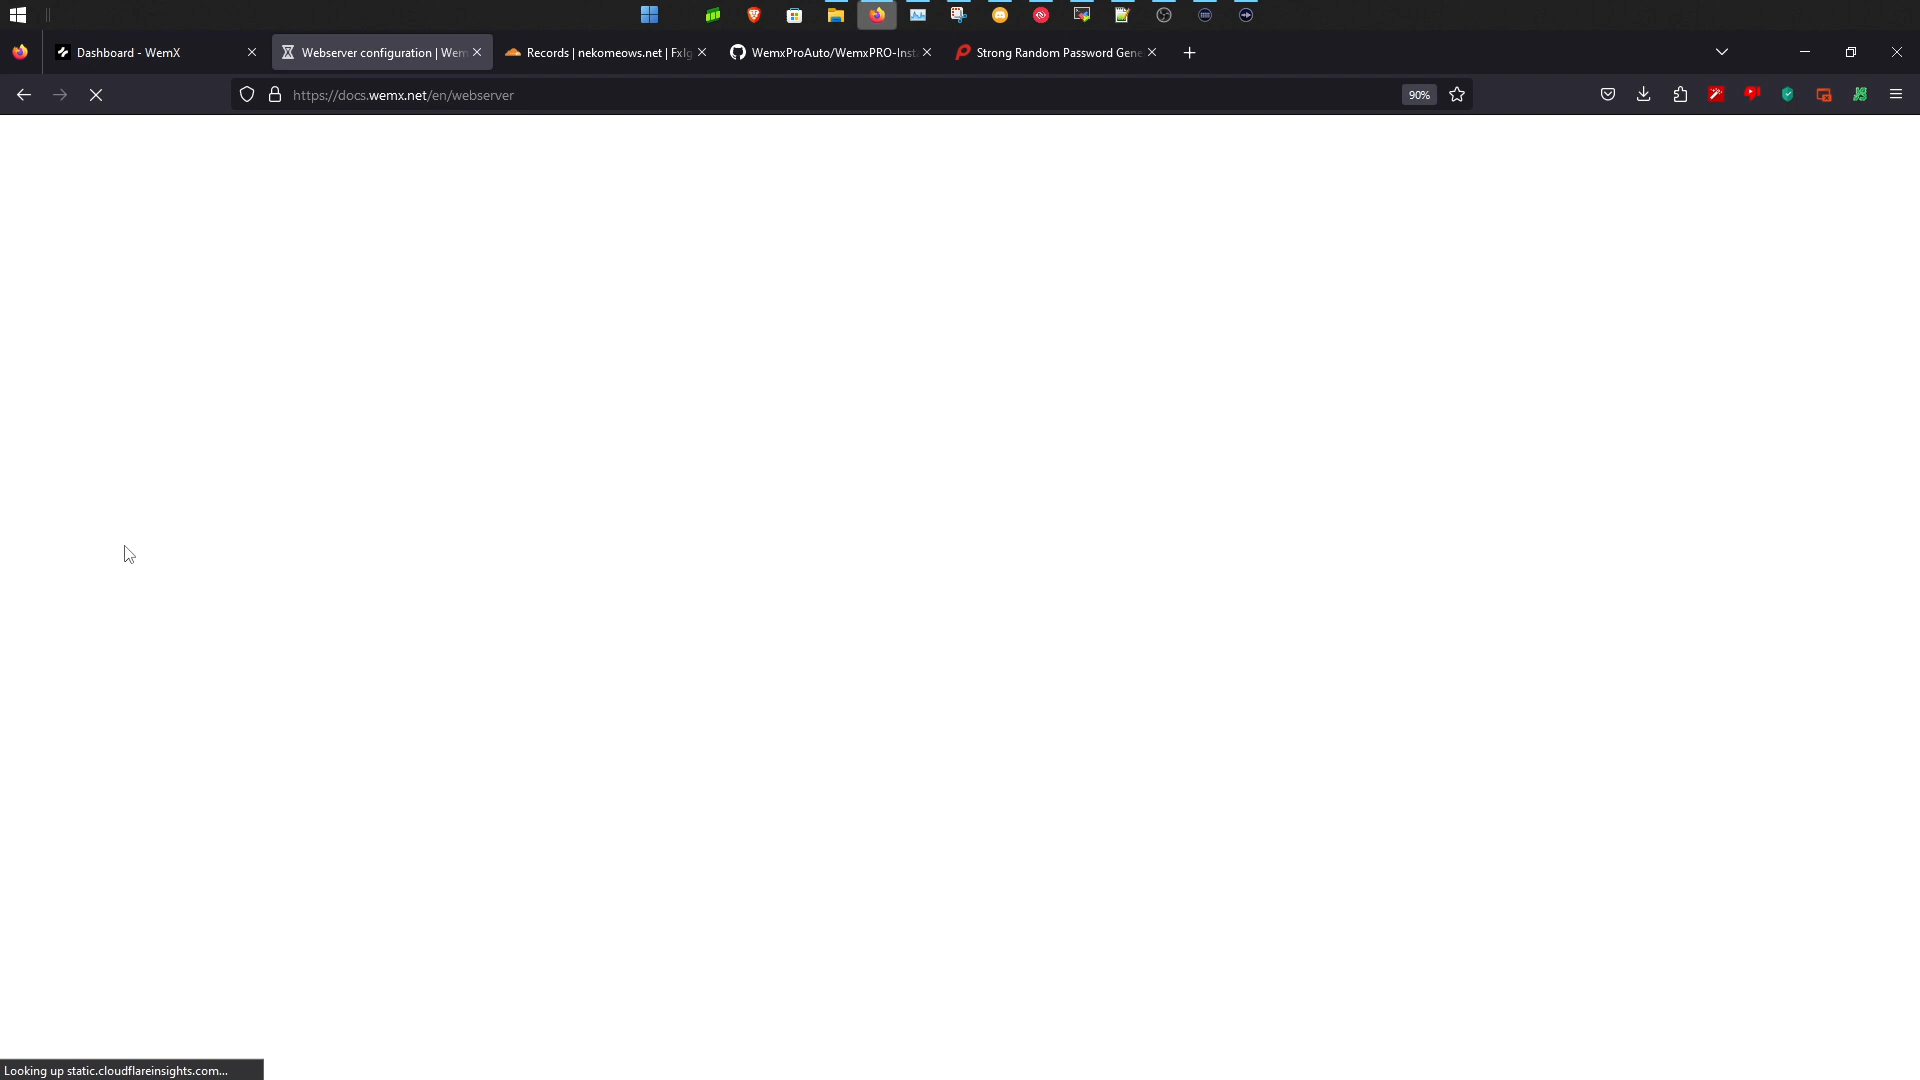 Dashboard - WemX
Webserver configuration | Wem
Records | nekomeows.net | Fxlg
WemxProAuto/WemxPRO-Insta
Strong Random Password Gene
https://docs.wemx.net/en/webserver
90%
Looking up static.cloudflareinsights.com...